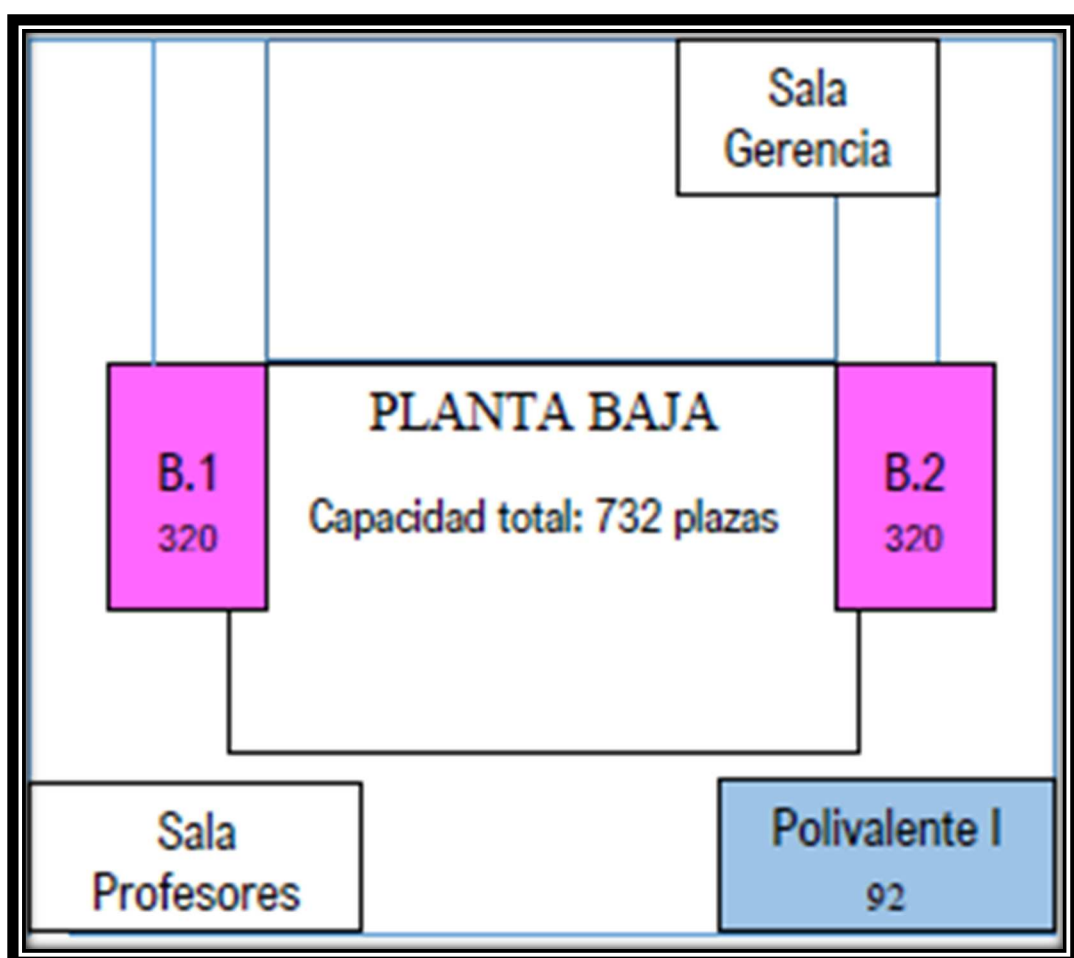 Sala
Gerencia
PLANTA BAJA
Capacidad total: 732 plazas
B.1
320
B.2
320
Sala
Profesores
Polivalente I
92